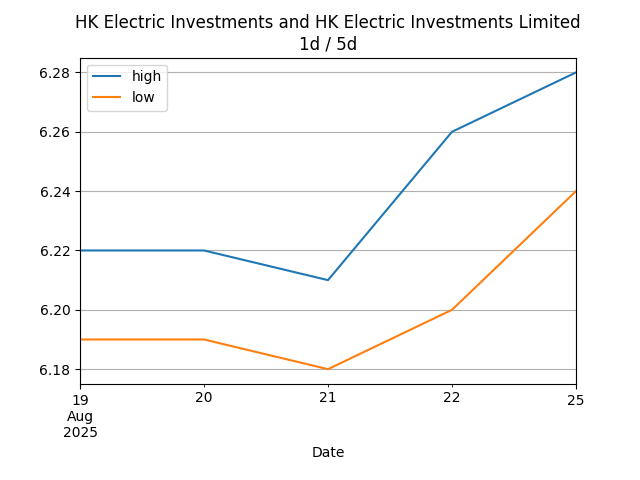 HK Electric Investments and HK Electric Investments Limited
1d / 5d
high
low
6.28
6.26
6.24
6.22
6.20
6.18
19
Aug
2025
20
21
22
25
Date